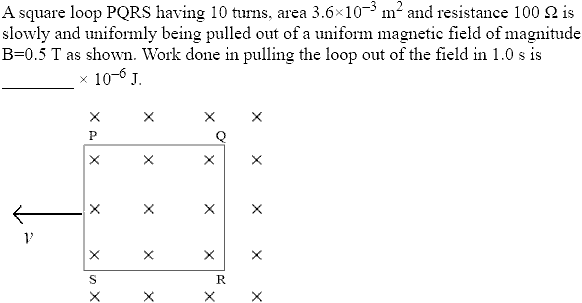 A square loop PQRS having 10 turns, area 3.6×10⁻³ m² and resistance 100 Ω is
slowly and uniformly being pulled out of a uniform magnetic field of magnitude
B=0.5 T as shown. Work done in pulling the loop out of the field in 1.0 s is
________ × 10⁻⁶ J.
× × × ×
P Q
× × × ×
× × × ×
v
× × × ×
S R
× × × ×